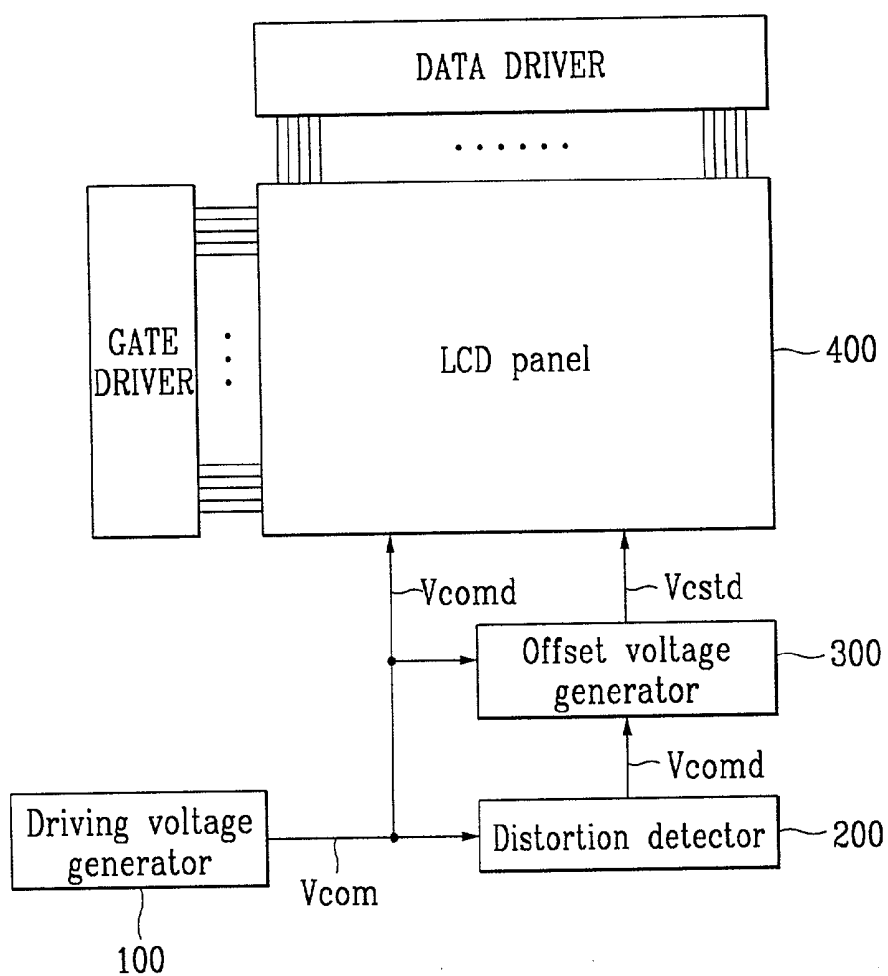 DATA DRIVER
GATE
DRIVER
LCD panel
400
Vcomd
Vcstd
Offset voltage
generator
300
Vcomd
Driving voltage
generator
Distortion detector
200
Vcom
100